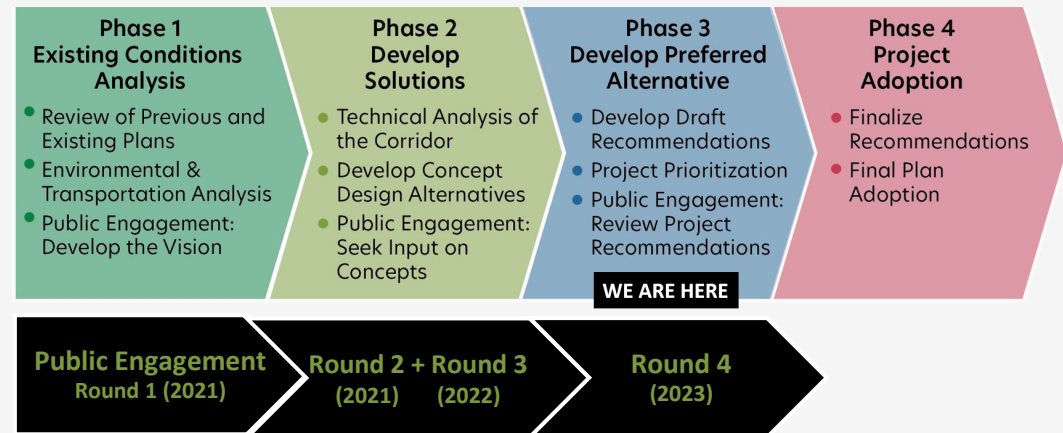 Phase 1
Existing Conditions
Analysis
• Review of Previous and
Existing Plans
• Environmental &
Transportation Analysis
• Public Engagement:
Develop the Vision
Phase 2
Develop
Solutions
• Technical Analysis of
the Corridor
• Develop Concept
Design Alternatives
• Public Engagement:
Seek Input on
Concepts
Phase 3
Develop Preferred
Alternative
• Develop Draft
Recommendations
• Project Prioritization
• Public Engagement:
Review Project
Recommendations
WE ARE HERE
Phase 4
Project
Adoption
• Finalize
Recommendations
• Final Plan
Adoption
Public Engagement
Round 1 (2021)
Round 2 + Round 3
(2021) (2022)
Round 4
(2023)